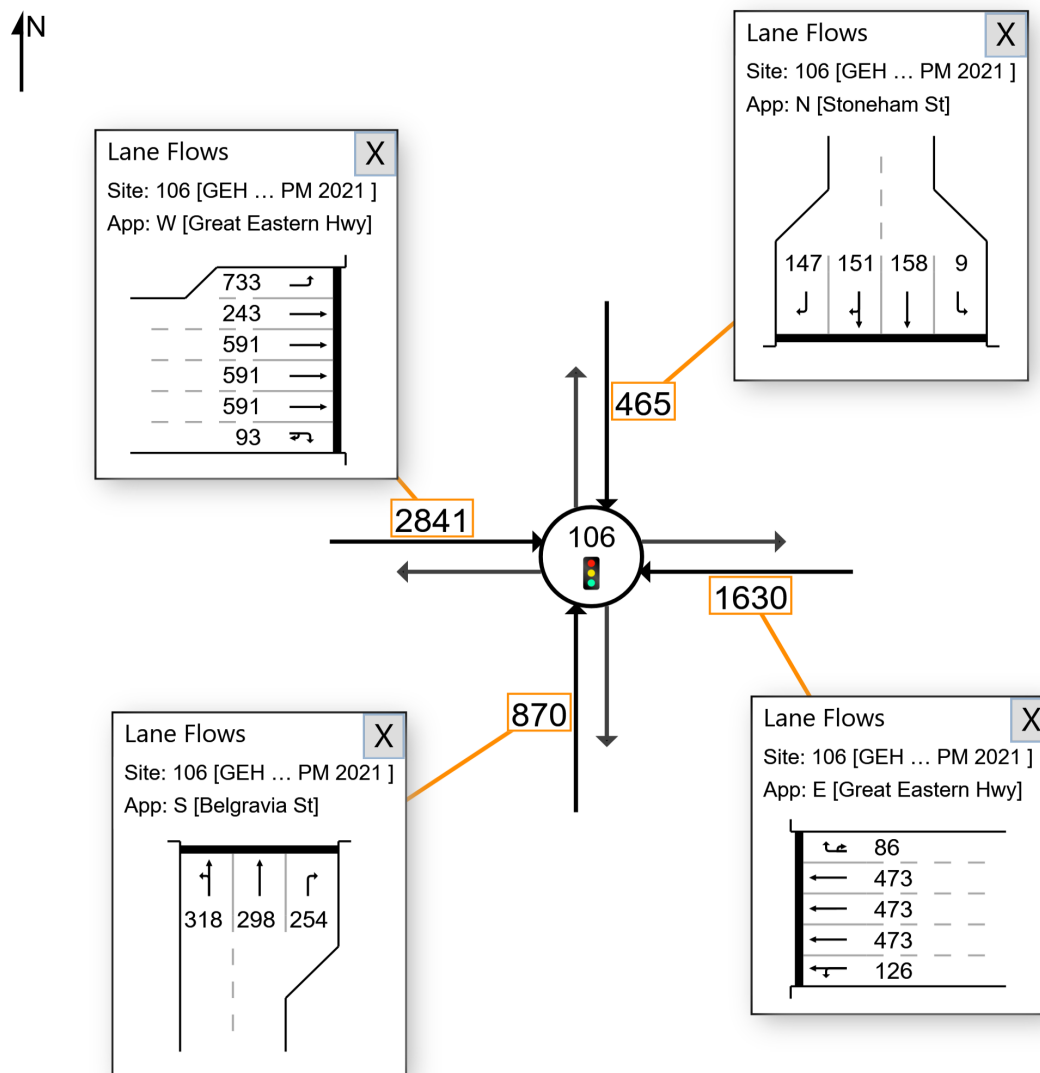 N
Lane Flows
X
Site: 106 [GEH ... PM 2021 ]
App: N [Stoneham St]
147 151 158 9
Lane Flows
X
Site: 106 [GEH ... PM 2021 ]
App: W [Great Eastern Hwy]
733
243
591
591
591
93
465
2841
106
1630
870
Lane Flows
X
Site: 106 [GEH ... PM 2021 ]
App: S [Belgravia St]
318 298 254
Lane Flows
X
Site: 106 [GEH ... PM 2021 ]
App: E [Great Eastern Hwy]
86
473
473
473
126